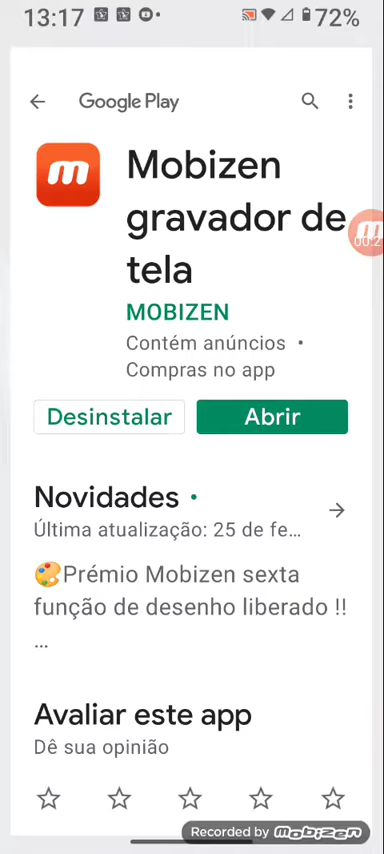 13:17 72%
Google Play
m
Mobizen
gravador de
tela
MOBIZEN
Contém anúncios •
Compras no app
Desinstalar Abrir
Novidades •
Última atualização: 25 de fe...
🎨Prémio Mobizen sexta
função de desenho liberado !!
...
Avaliar este app
Dê sua opinião
Recorded by mobizen